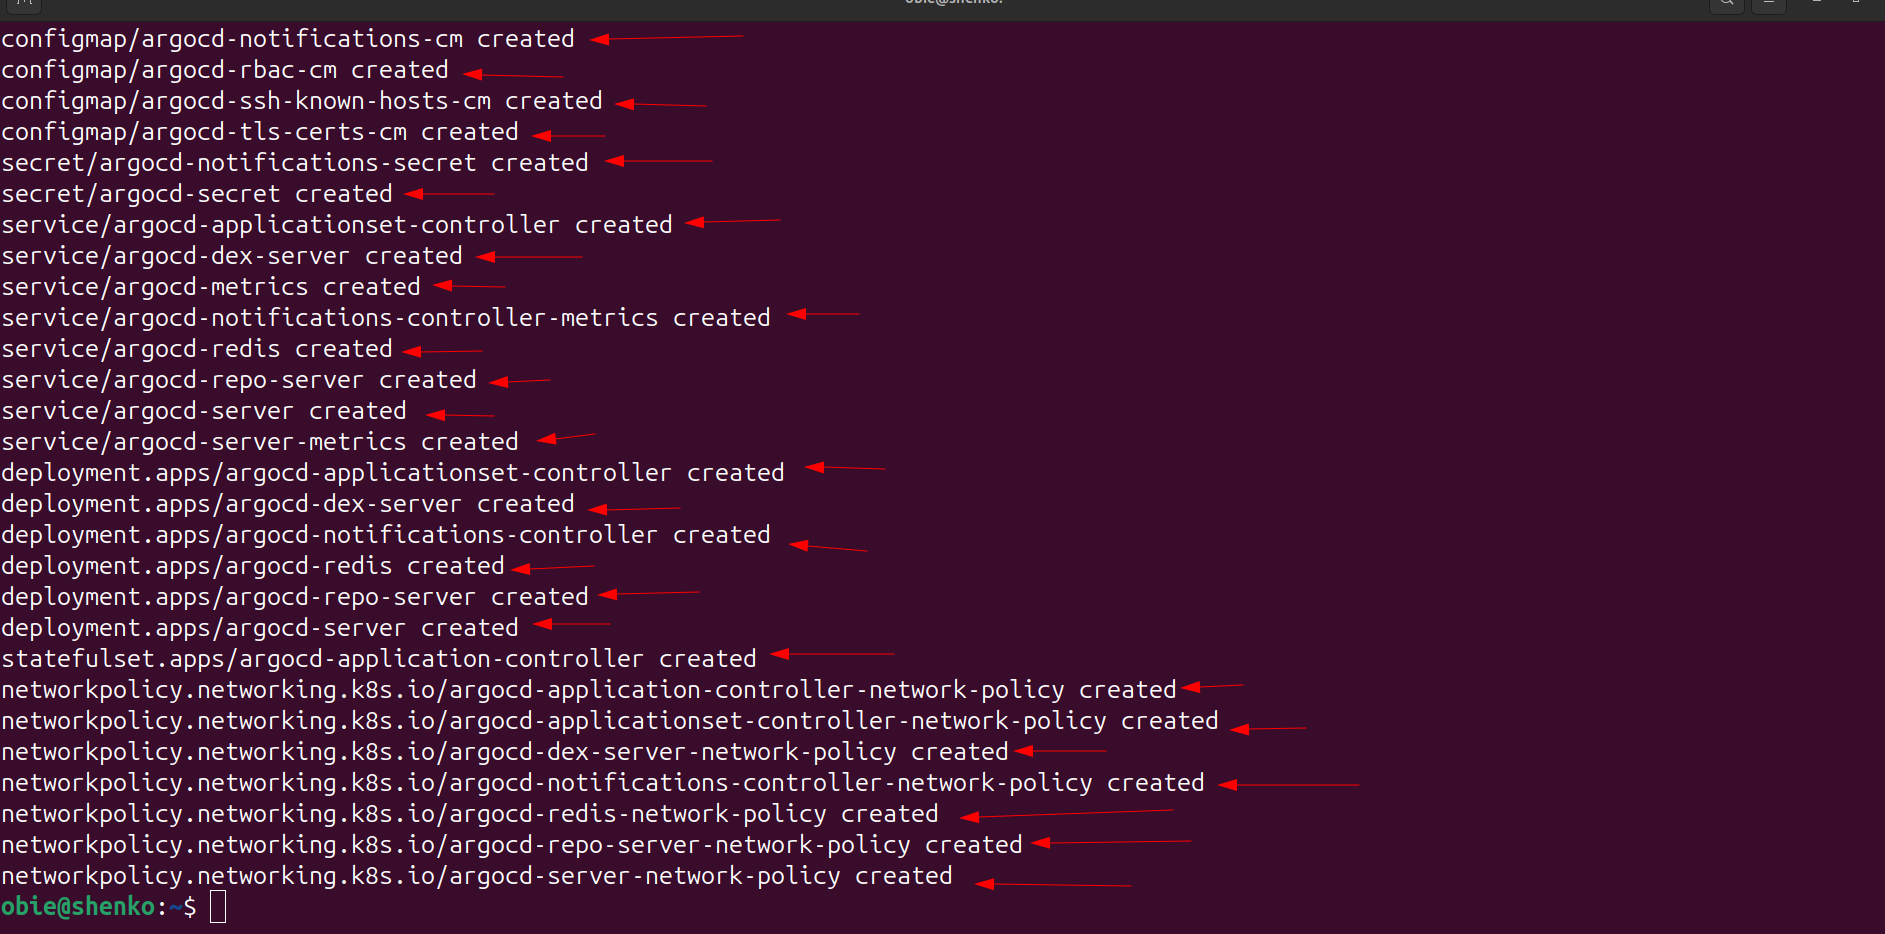 obie@shenko:
configmap/argocd-notifications-cm created
configmap/argocd-rbac-cm created
configmap/argocd-ssh-known-hosts-cm created
configmap/argocd-tls-certs-cm created
secret/argocd-notifications-secret created
secret/argocd-secret created
service/argocd-applicationset-controller created
service/argocd-dex-server created
service/argocd-metrics created
service/argocd-notifications-controller-metrics created
service/argocd-redis created
service/argocd-repo-server created
service/argocd-server created
service/argocd-server-metrics created
deployment.apps/argocd-applicationset-controller created
deployment.apps/argocd-dex-server created
deployment.apps/argocd-notifications-controller created
deployment.apps/argocd-redis created
deployment.apps/argocd-repo-server created
deployment.apps/argocd-server created
statefulset.apps/argocd-application-controller created
networkpolicy.networking.k8s.io/argocd-application-controller-network-policy created
networkpolicy.networking.k8s.io/argocd-applicationset-controller-network-policy created
networkpolicy.networking.k8s.io/argocd-dex-server-network-policy created
networkpolicy.networking.k8s.io/argocd-notifications-controller-network-policy created
networkpolicy.networking.k8s.io/argocd-redis-network-policy created
networkpolicy.networking.k8s.io/argocd-repo-server-network-policy created
networkpolicy.networking.k8s.io/argocd-server-network-policy created
obie@shenko:~$